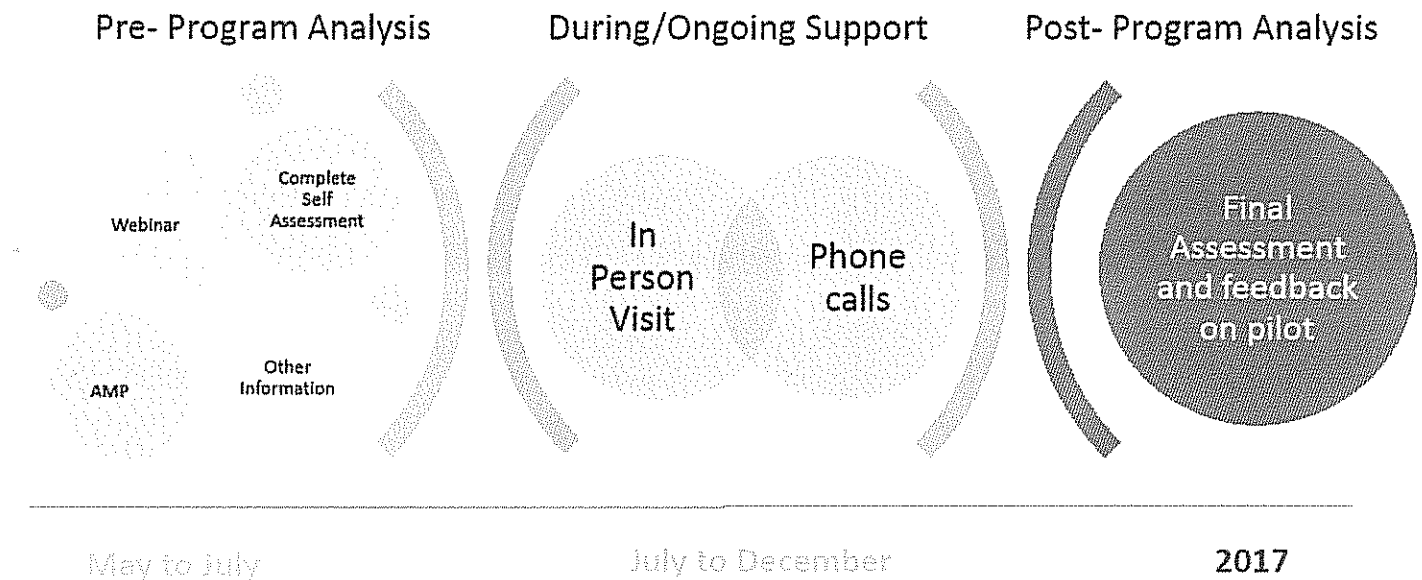 Pre- Program Analysis
During/Ongoing Support
Post- Program Analysis
Webinar
Complete
Self
Assessment
AMP
Other
Information
In
Person
Visit
Phone
calls
Final
Assessment
and feedback
on pilot
May to July
July to December
2017